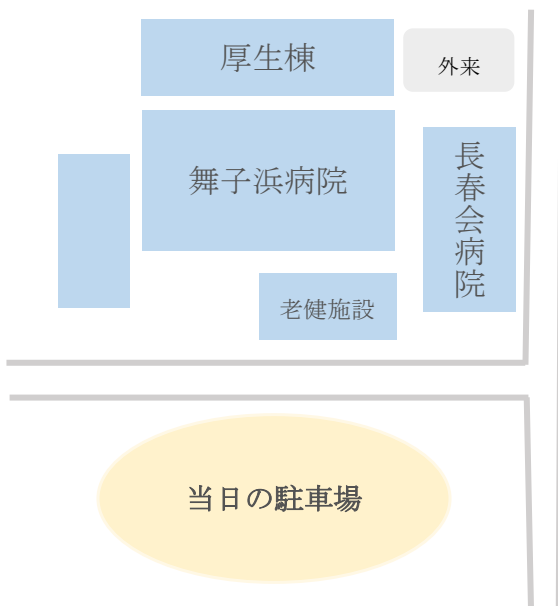 厚生棟
外来
舞子浜病院
長春会病院
老健施設
当日の駐車場